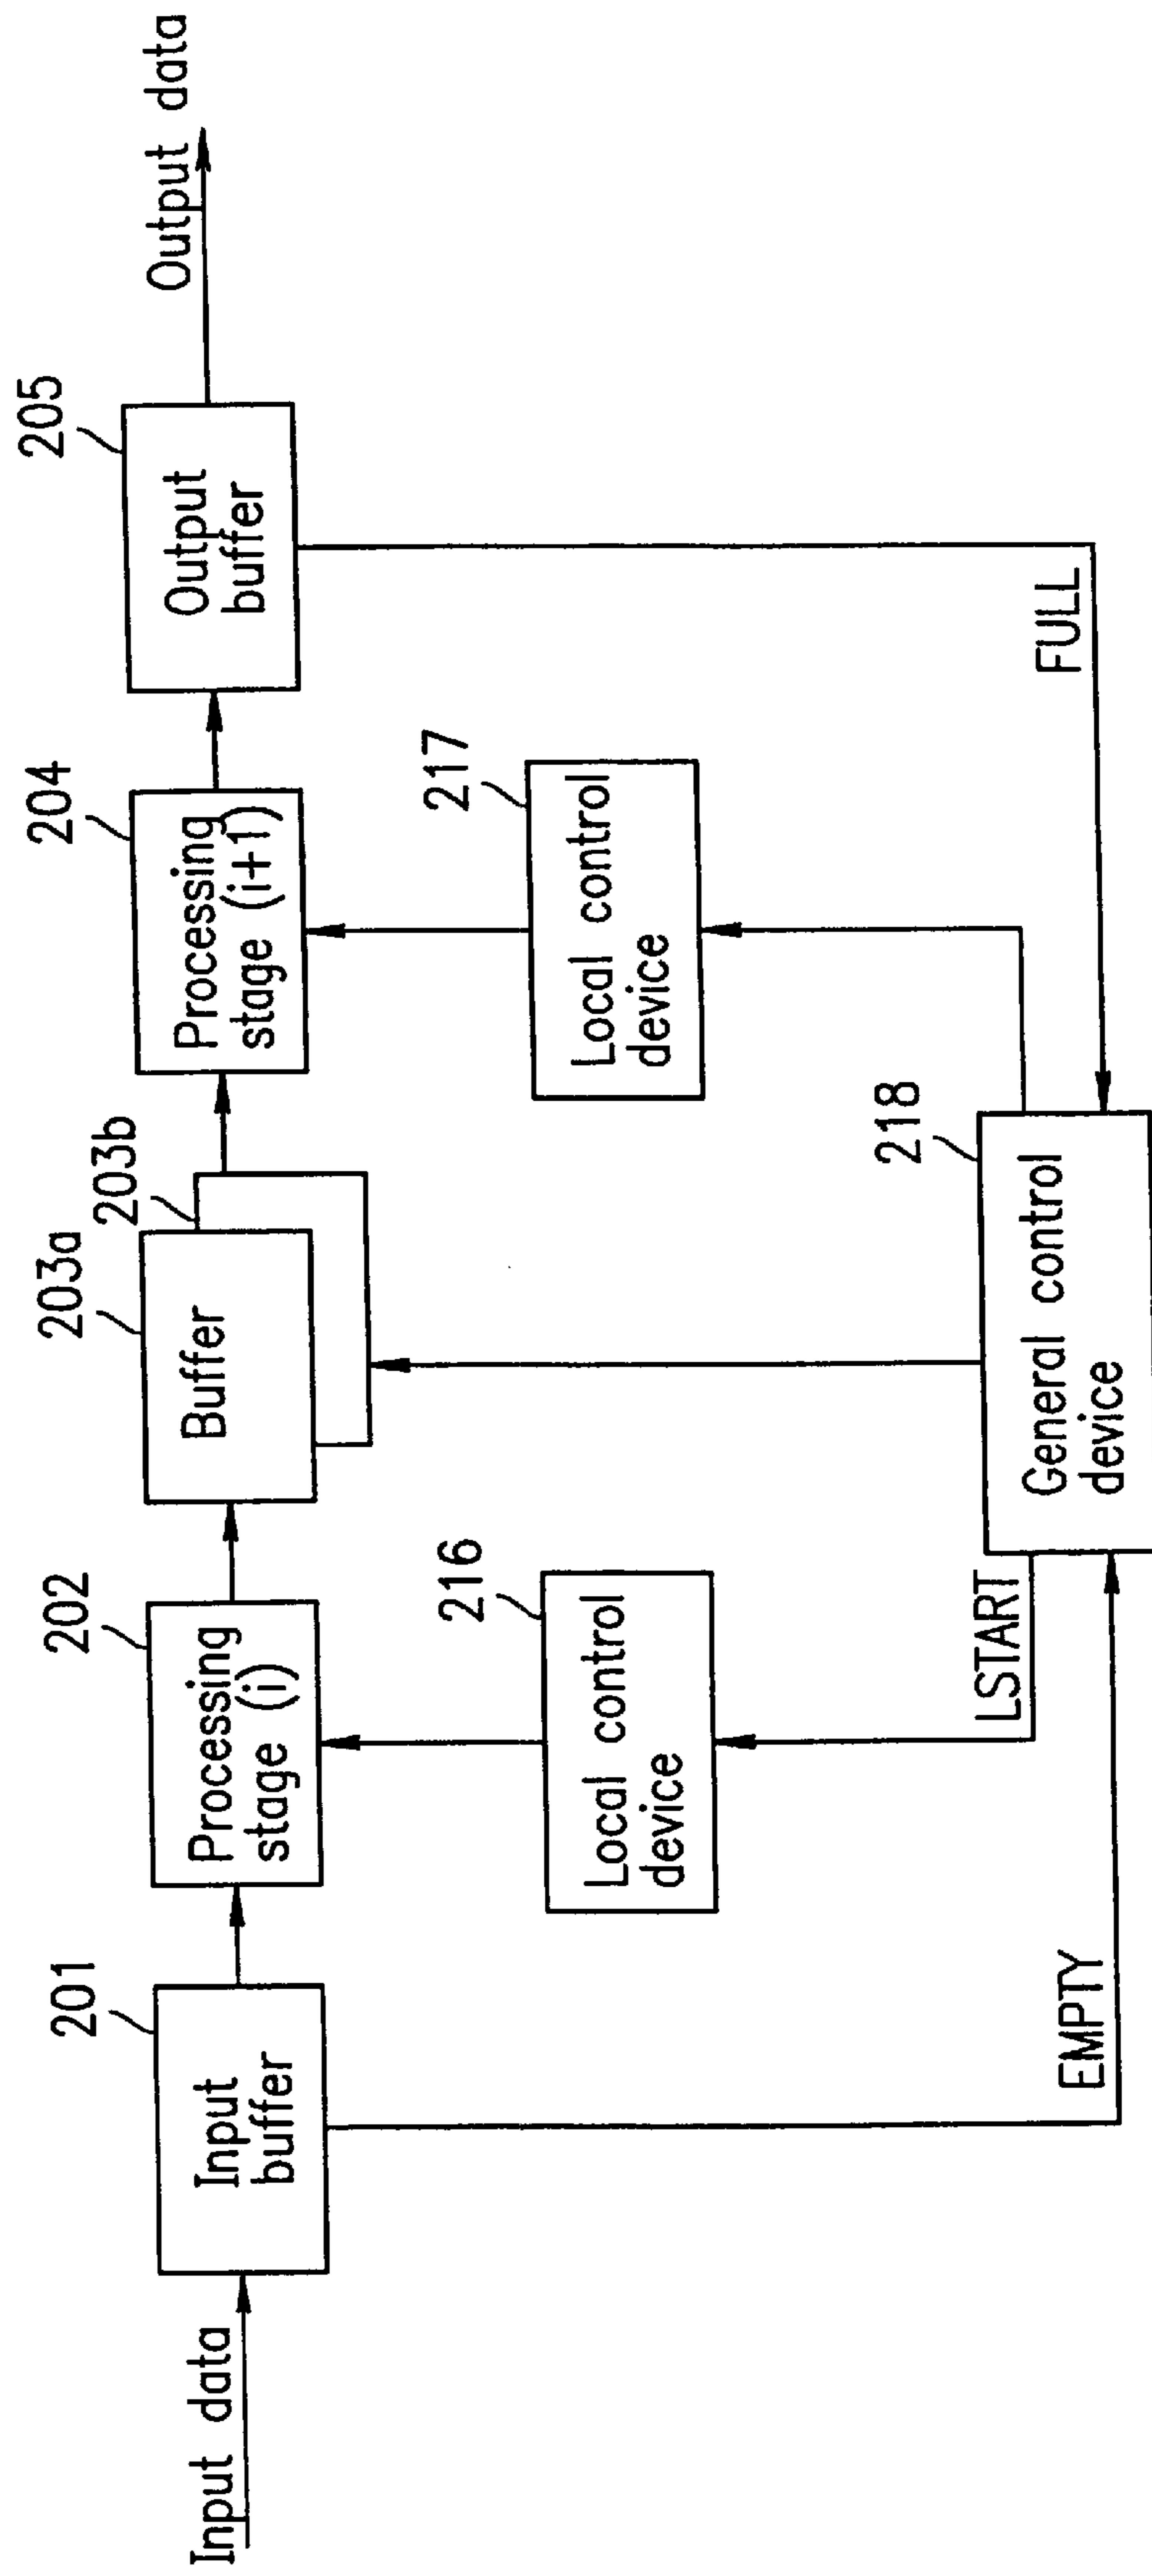 Input data
201
Input
buffer
202
Processing
stage (i)
203a
203b
Buffer
204
Processing
stage (i+1)
205
Output
buffer
Output data
216
Local control
device
217
Local control
device
EMPTY
LSTART
218
General control
device
FULL